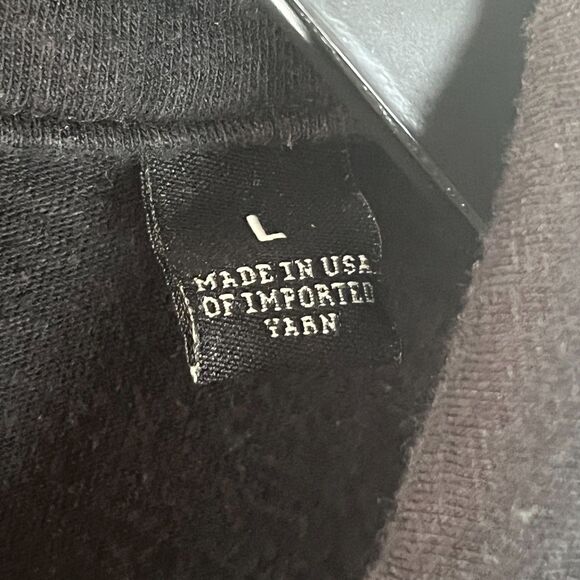 L
MADE IN USA
OF IMPORTED
YARN